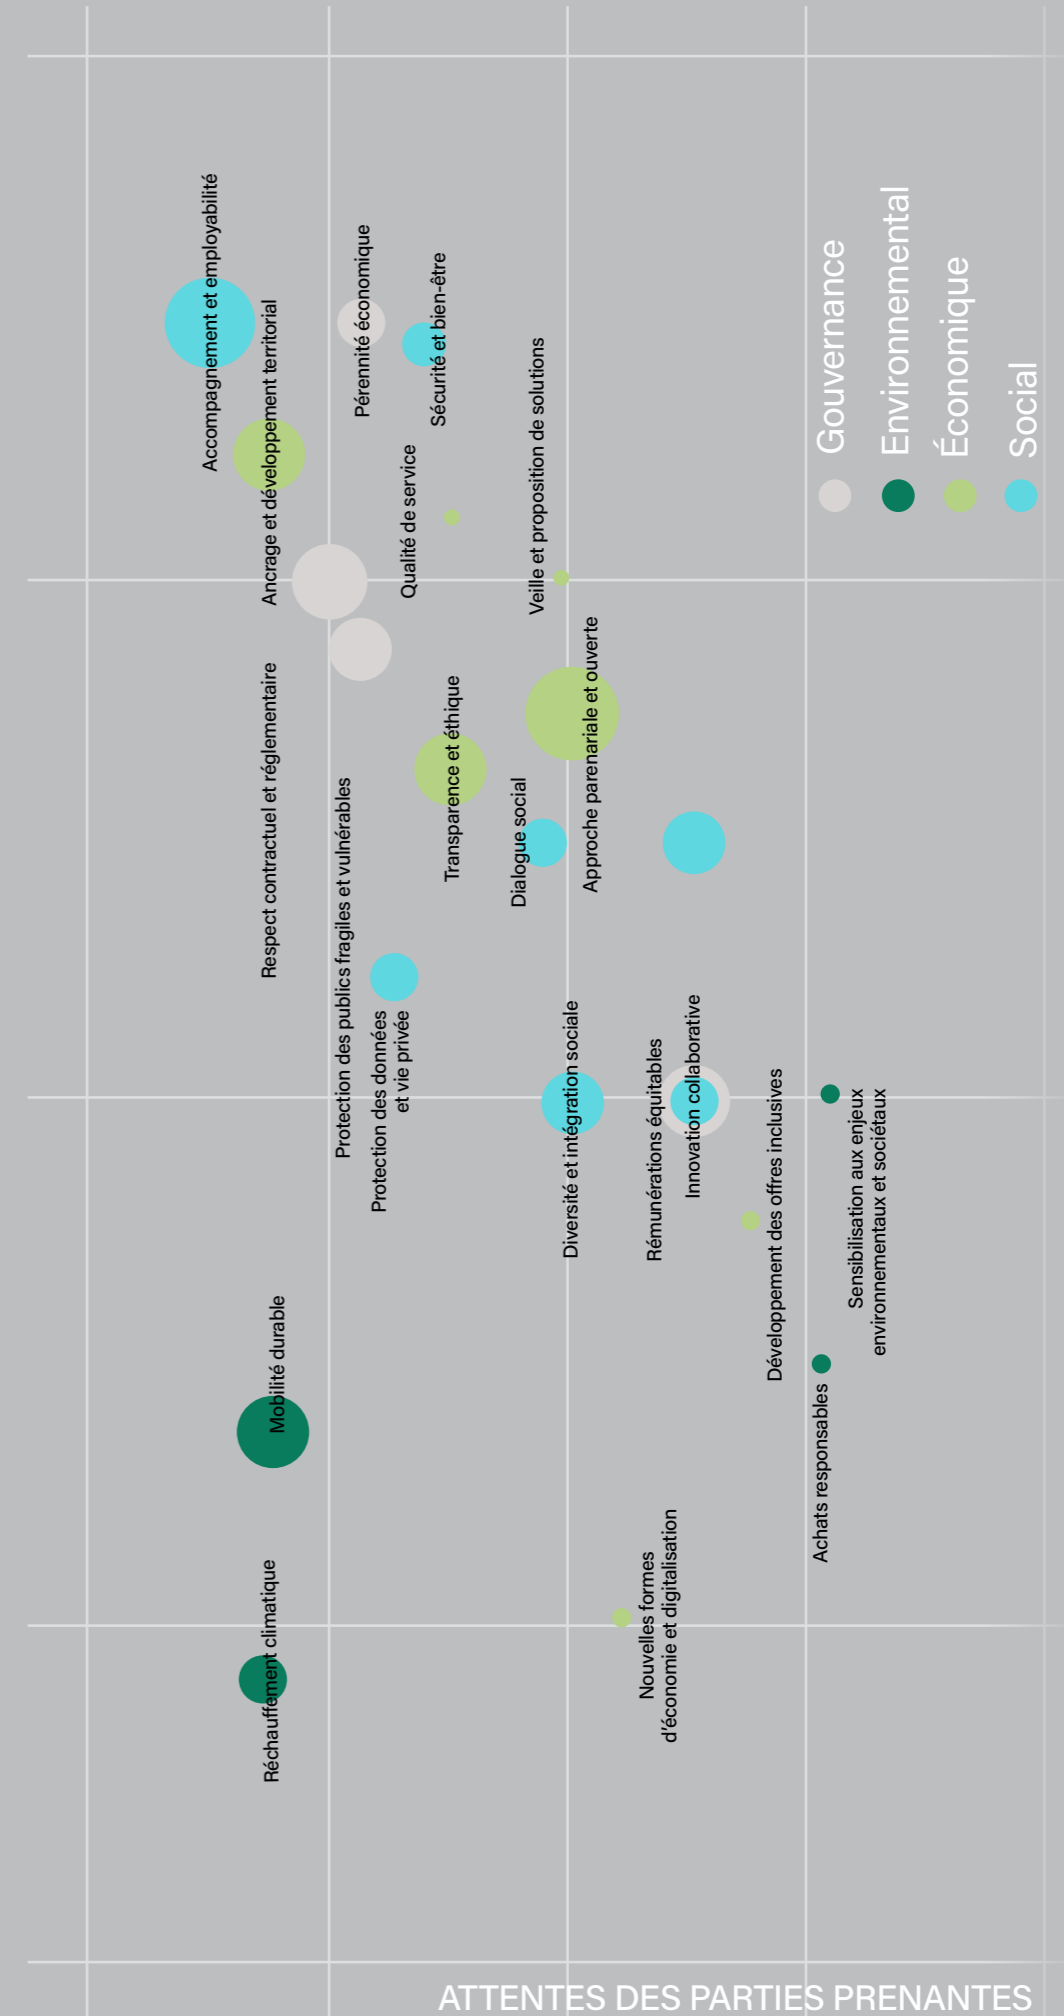 Accompagnement et employabilité
Ancrage et développement territorial
Pérennité économique
Sécurité et bien-être
Qualité de service
Veille et proposition de solutions
Respect contractuel et réglementaire
Protection des publics fragiles et vulnérables
Transparence et éthique
Dialogue social
Approche parenariale et ouverte
Protection des données
et vie privée
Diversité et intégration sociale
Rémunérations équitables
Innovation collaborative
Développement des offres inclusives
Sensibilisation aux enjeux
environnementaux et sociétaux
Mobilité durable
Achats responsables
Réchauffement climatique
Nouvelles formes
d'économie et digitalisation
Gouvernance
Environnemental
Économique
Social
ATTENTES DES PARTIES PRENANTES